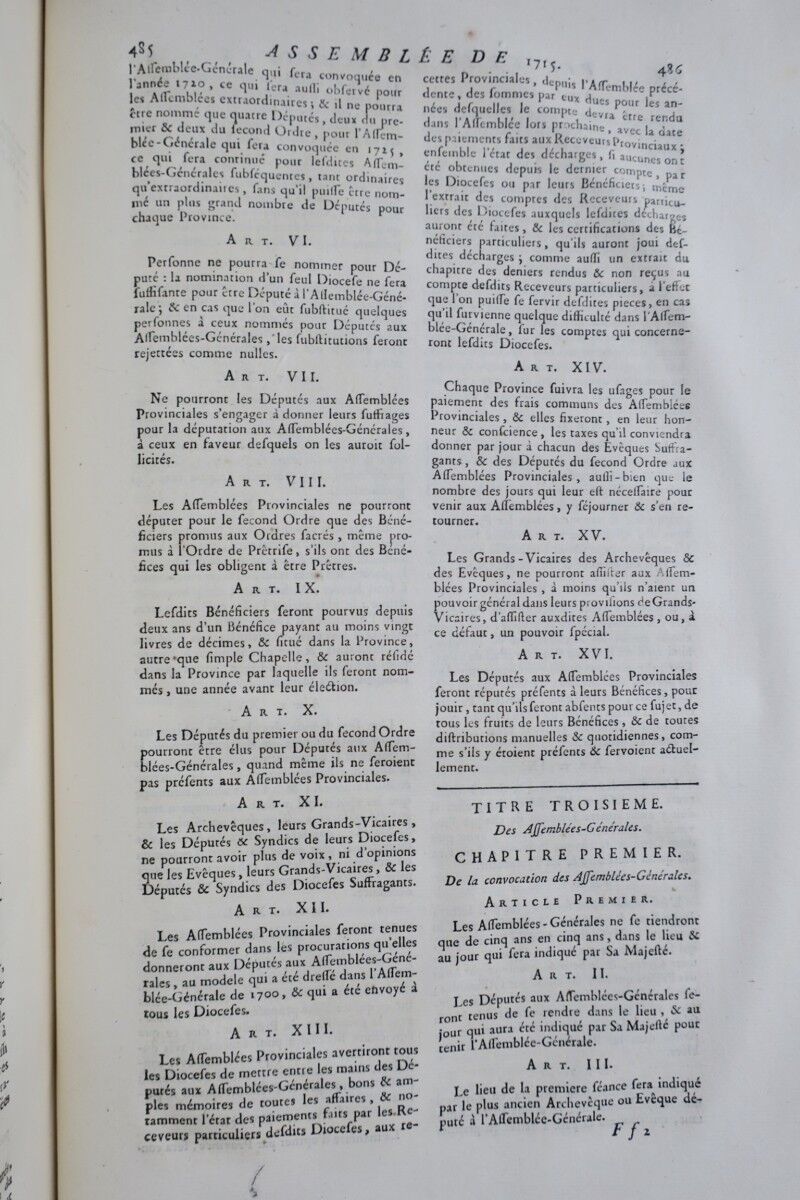 485 ASSEMBLÉE DE 1715. 486
l'Aſſemblée-Générale qui ſera convoquée en
l'année 1720, ce qui ſera auſſi obſervé pour
les Aſſemblées extraordinaires; & il ne pourra
être nommé que quatre Députés, deux du pre-
mier & deux du ſecond Ordre, pour l'Aſſem-
blée-Générale qui ſera convoquée en 1725,
ce qui ſera continué pour leſdites Aſſem-
blées-Générales ſubſéquentes, tant ordinaires
qu'extraordinaires, ſans qu'il puiſſe être nom-
mé un plus grand nombre de Députés pour
chaque Province.
ART. VI.
Perſonne ne pourra ſe nommer pour Dé-
puté : la nomination d'un ſeul Dioceſe ne ſera
ſuffiſante pour être Député à l'Aſſemblée-Géné-
rale; & en cas que l'on eût ſubſtitué quelques
perſonnes à ceux nommés pour Députés aux
Aſſemblées-Générales, les ſubſtitutions ſeront
rejettées comme nulles.
ART. VII.
Ne pourront les Députés aux Aſſemblées
Provinciales s'engager à donner leurs ſuffrages
pour la députation aux Aſſemblées-Générales,
à ceux en faveur deſquels on les auroit ſol-
licités.
ART. VIII.
Les Aſſemblées Provinciales ne pourront
députer pour le ſecond Ordre que des Béné-
ficiers promus aux Ordres ſacrés, même pro-
mus à l'Ordre de Prêtriſe, s'ils ont des Béné-
fices qui les obligent à être Prêtres.
ART. IX.
Leſdits Bénéficiers ſeront pourvus depuis
deux ans d'un Bénéfice payant au moins vingt
livres de décimes, & ſitué dans la Province,
autre que ſimple Chapelle, & auront réſidé
dans la Province par laquelle ils ſeront nom-
més, une année avant leur élection.
ART. X.
Les Députés du premier ou du ſecond Ordre
pourront être élus pour Députés aux Aſſem-
blées-Générales, quand même ils ne ſeroient
pas préſents aux Aſſemblées Provinciales.
ART. XI.
Les Archevêques, leurs Grands-Vicaires,
& les Députés & Syndics de leurs Dioceſes,
ne pourront avoir plus de voix, ni d'opinions
que les Evêques, leurs Grands-Vicaires, & les
Députés & Syndics des Dioceſes Suffragants.
ART. XII.
Les Aſſemblées Provinciales ſeront tenues
de ſe conformer dans les procurations qu'elles
donneront aux Députés aux Aſſemblées-Géné-
rales, au modele qui a été dreſſé dans l'Aſſem-
blée-Générale de 1700, & qui a été envoyé à
tous les Dioceſes.
ART. XIII.
Les Aſſemblées Provinciales avertiront tous
les Dioceſes de mettre entre les mains des Dé-
putés aux Aſſemblées-Générales, bons & am-
ples mémoires de toutes les affaires, & no-
tamment l'état des paiements faits par les Re-
ceveurs particuliers deſdits Dioceſes, aux re-
cettes Provinciales, depuis l'Aſſemblée précé-
dente, des ſommes par eux dues pour les an-
nées deſquelles le compte devra être rendu
dans l'Aſſemblée lors prochaine, avec la date
des paiements faits aux Receveurs Provinciaux;
enſemble l'état des décharges, ſi aucunes ont
été obtenues depuis le dernier compte, par
les Dioceſes ou par leurs Bénéficiers; même
l'extrait des comptes des Receveurs particu-
liers des Dioceſes auxquels leſdites décharges
auront été faites, & les certifications des Bé-
néficiers particuliers, qu'ils auront joui deſ-
dites décharges; comme auſſi un extrait du
chapitre des deniers rendus & non reçus au
compte deſdits Receveurs particuliers, à l'effet
que l'on puiſſe ſe ſervir deſdites pieces, en cas
qu'il ſurvienne quelque difficulté dans l'Aſſem-
blée-Générale, ſur les comptes qui concerne-
ront leſdits Dioceſes.
ART. XIV.
Chaque Province ſuivra les uſages pour le
paiement des frais communs des Aſſemblées
Provinciales, & elles fixeront, en leur hon-
neur & conſcience, les taxes qu'il conviendra
donner par jour à chacun des Evêques Suffra-
gants, & des Députés du ſecond Ordre aux
Aſſemblées Provinciales, auſſi-bien que le
nombre des jours qui leur eſt néceſſaire pour
venir aux Aſſemblées, y ſéjourner & s'en re-
tourner.
ART. XV.
Les Grands-Vicaires des Archevêques &
des Evêques, ne pourront aſſiſter aux Aſſem-
blées Provinciales, à moins qu'ils n'aient un
pouvoir général dans leurs proviſions de Grands-
Vicaires, d'aſſiſter auxdites Aſſemblées, ou, à
ce défaut, un pouvoir ſpécial.
ART. XVI.
Les Députés aux Aſſemblées Provinciales
ſeront réputés préſents à leurs Bénéfices, pour
jouir, tant qu'ils ſeront abſents pour ce ſujet, de
tous les fruits de leurs Bénéfices, & de toutes
diſtributions manuelles & quotidiennes, com-
me s'ils y étoient préſents & ſervoient actuel-
lement.
TITRE TROISIEME.
Des Aſſemblées-Générales.
CHAPITRE PREMIER.
De la convocation des Aſſemblées-Générales.
ARTICLE PREMIER.
Les Aſſemblées-Générales ne ſe tiendront
que de cinq ans en cinq ans, dans le lieu &
au jour qui ſera indiqué par Sa Majeſté.
ART. II.
Les Députés aux Aſſemblées-Générales ſe-
ront tenus de ſe rendre dans le lieu, & au
jour qui aura été indiqué par Sa Majeſté pour
tenir l'Aſſemblée-Générale.
ART. III.
Le lieu de la premiere ſéance ſera indiqué
par le plus ancien Archevêque ou Evêque dé-
puté à l'Aſſemblée-Générale.
Ff 2